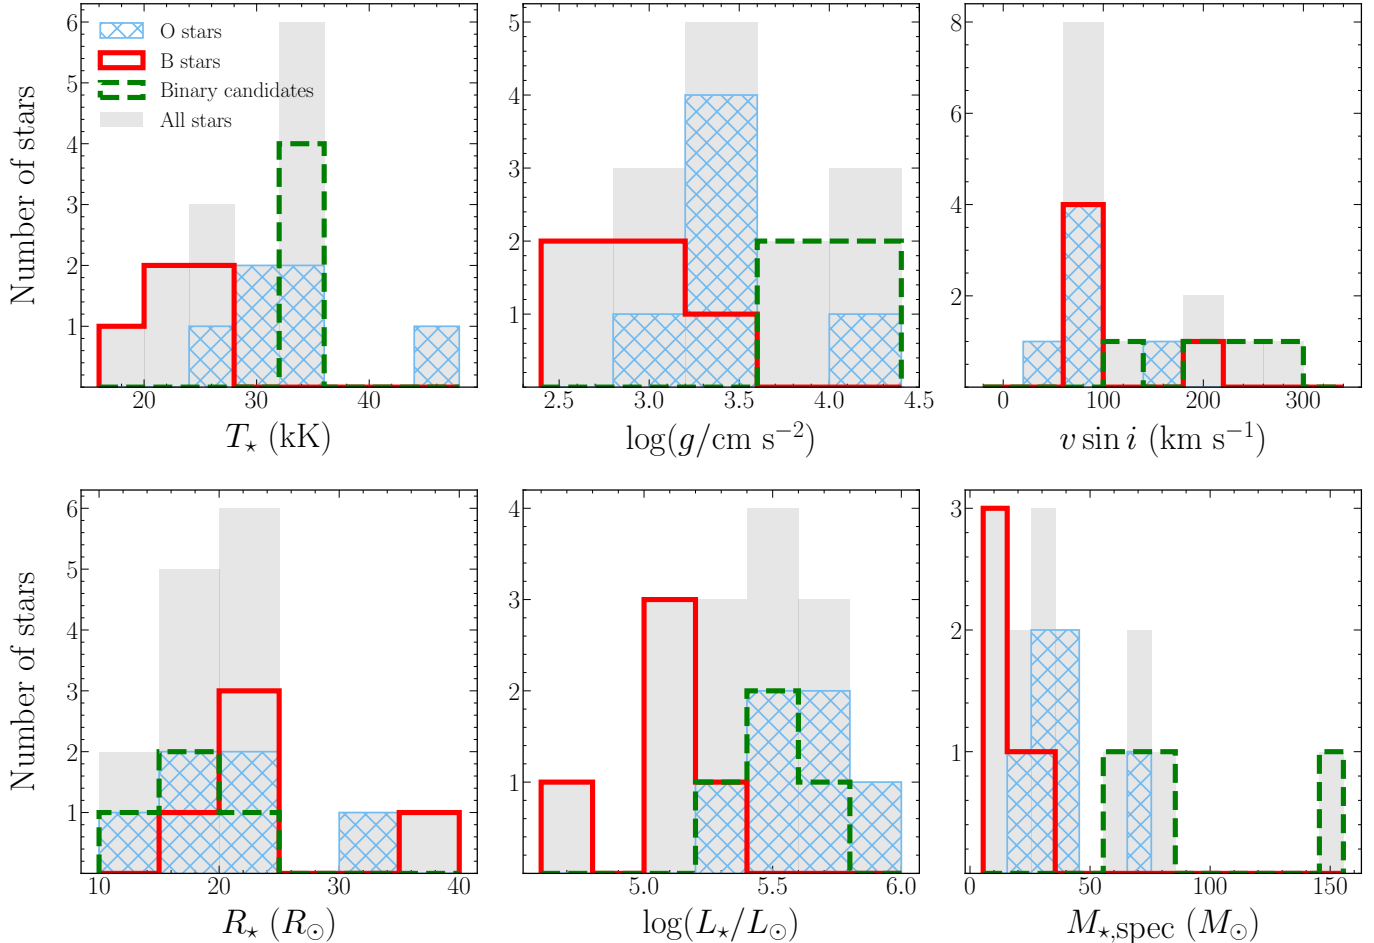 6
5
4
3
2
1
Number of stars
O stars
B stars
Binary candidates
All stars
20 30 40
T⋆ (kK)
5
4
3
2
1
2.5 3.0 3.5 4.0 4.5
log(g/cm s⁻²)
8
6
4
2
0 100 200 300
v sin i (km s⁻¹)
6
5
4
3
2
1
Number of stars
10 20 30 40
R⋆ (R⊙)
4
3
2
1
5.0 5.5 6.0
log(L⋆/L⊙)
3
2
1
0 50 100 150
M⋆,spec (M⊙)